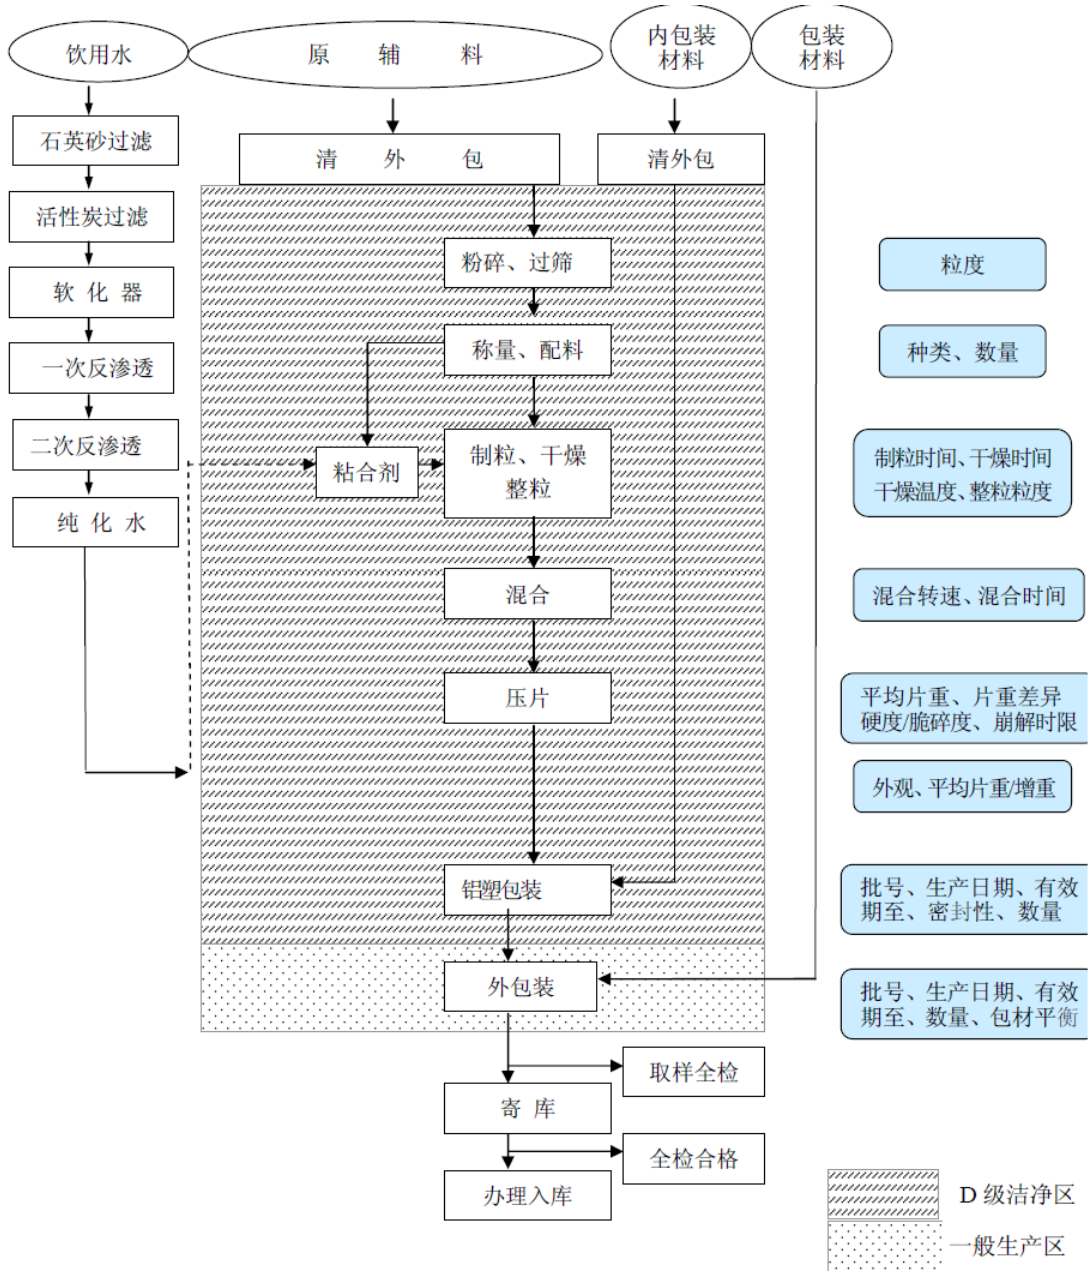 饮用水
原 辅 料
内包装
材料
包装
材料
石英砂过滤
清 外 包
清外包
活性炭过滤
粉碎、过筛
粒度
软 化 器
称量、配料
种类、数量
一次反渗透
二次反渗透
粘合剂
制粒、干燥
整粒
制粒时间、干燥时间
干燥温度、整粒粒度
纯 化 水
混合
混合转速、混合时间
压片
平均片重、片重差异
硬度/脆碎度、崩解时限
外观、平均片重/增重
铝塑包装
批号、生产日期、有效
期至、密封性、数量
外包装
批号、生产日期、有效
期至、数量、包材平衡
取样全检
寄 库
全检合格
办理入库
D 级洁净区
一般生产区